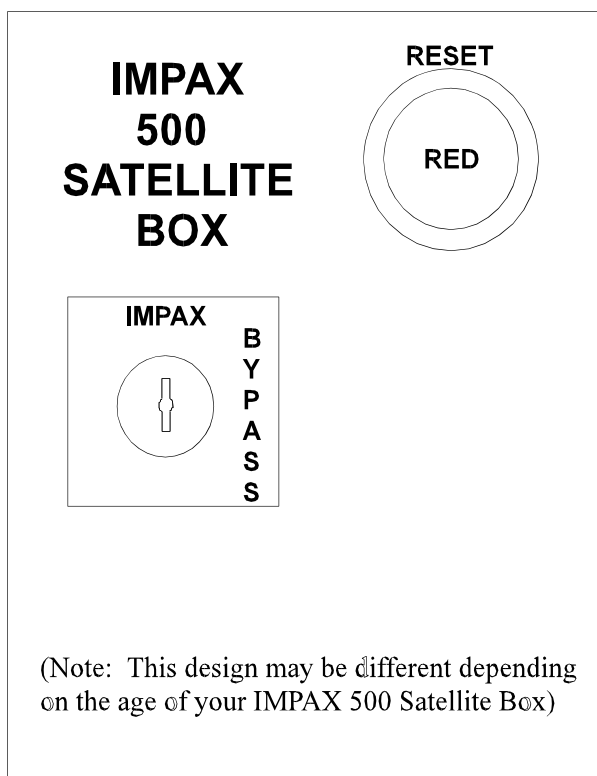 IMPAX
500
SATELLITE
BOX
RESET
RED
IMPAX
BYPASS
(Note: This design may be different depending
on the age of your IMPAX 500 Satellite Box)